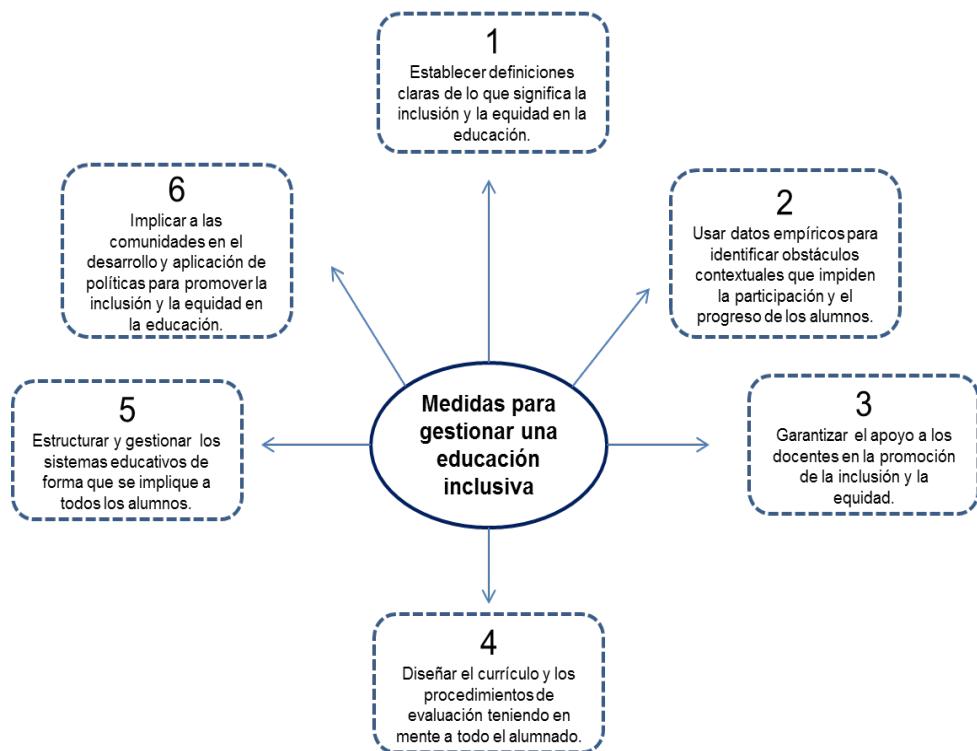 1
Establecer definiciones
claras de lo que significa la
inclusión y la equidad en la
educación.
2
Usar datos empíricos para
identificar obstáculos
contextuales que impiden
la participación y el
progreso de los alumnos.
3
Garantizar el apoyo a los
docentes en la promoción
de la inclusión y la
equidad.
4
Diseñar el currículo y los
procedimientos de
evaluación teniendo en
mente a todo el alumnado.
5
Estructurar y gestionar los
sistemas educativos de
forma que se implique a
todos los alumnos.
6
Implicar a las
comunidades en el
desarrollo y aplicación de
políticas para promover la
inclusión y la equidad en
la educación.
Medidas para
gestionar una
educación
inclusiva